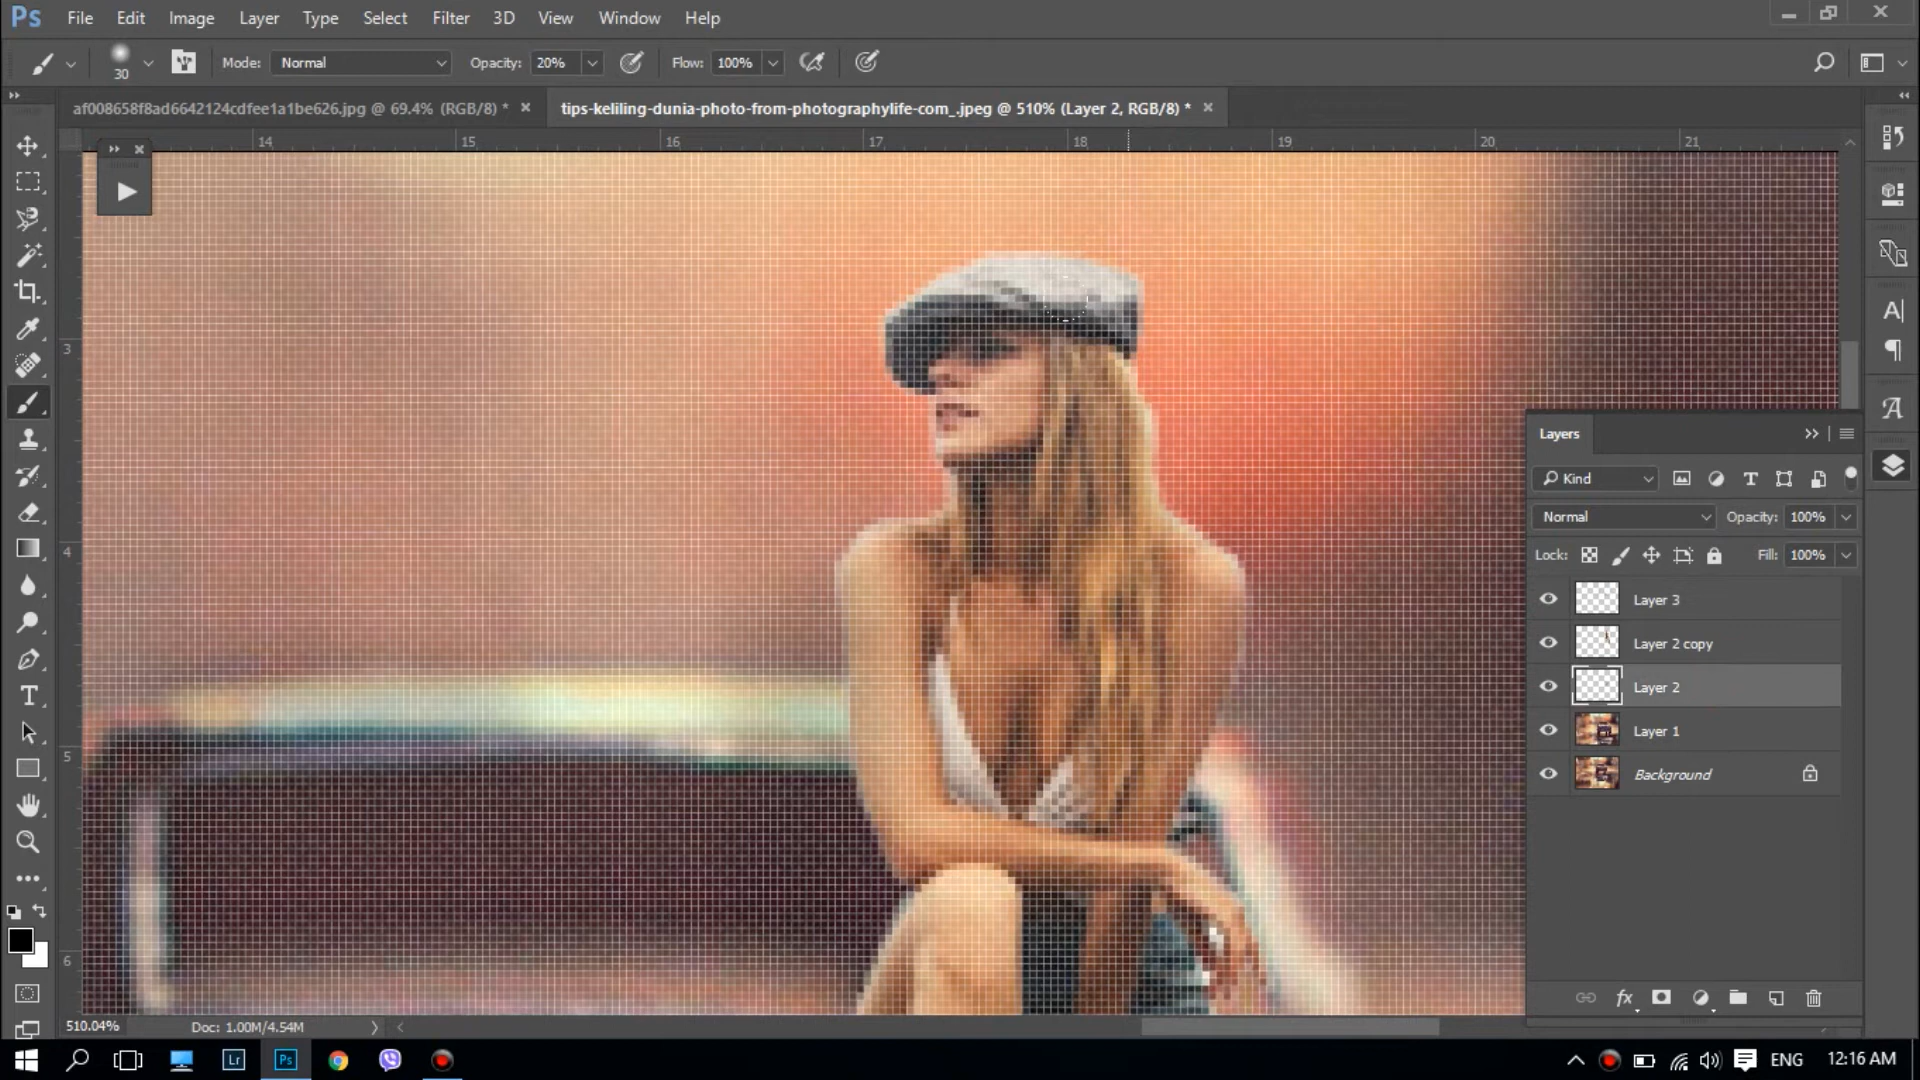 Ps File Edit Image Layer Type Select Filter 3D View Window Help
30 Mode: Normal Opacity: 20% Flow: 100%
af008658f8ad6642124cdfee1a1be626.jpg @ 69.4% (RGB/8) * tips-keliling-dunia-photo-from-photographylife-com_.jpeg @ 510% (Layer 2, RGB/8) *
14 15 16 17 18 19 20 21
3
4
5
6
Layers
Kind
Normal Opacity: 100%
Lock: Fill: 100%
Layer 3
Layer 2 copy
Layer 2
Layer 1
Background
fx
510.04% Doc: 1.00M/4.54M
Lr Ps ENG 12:16 AM